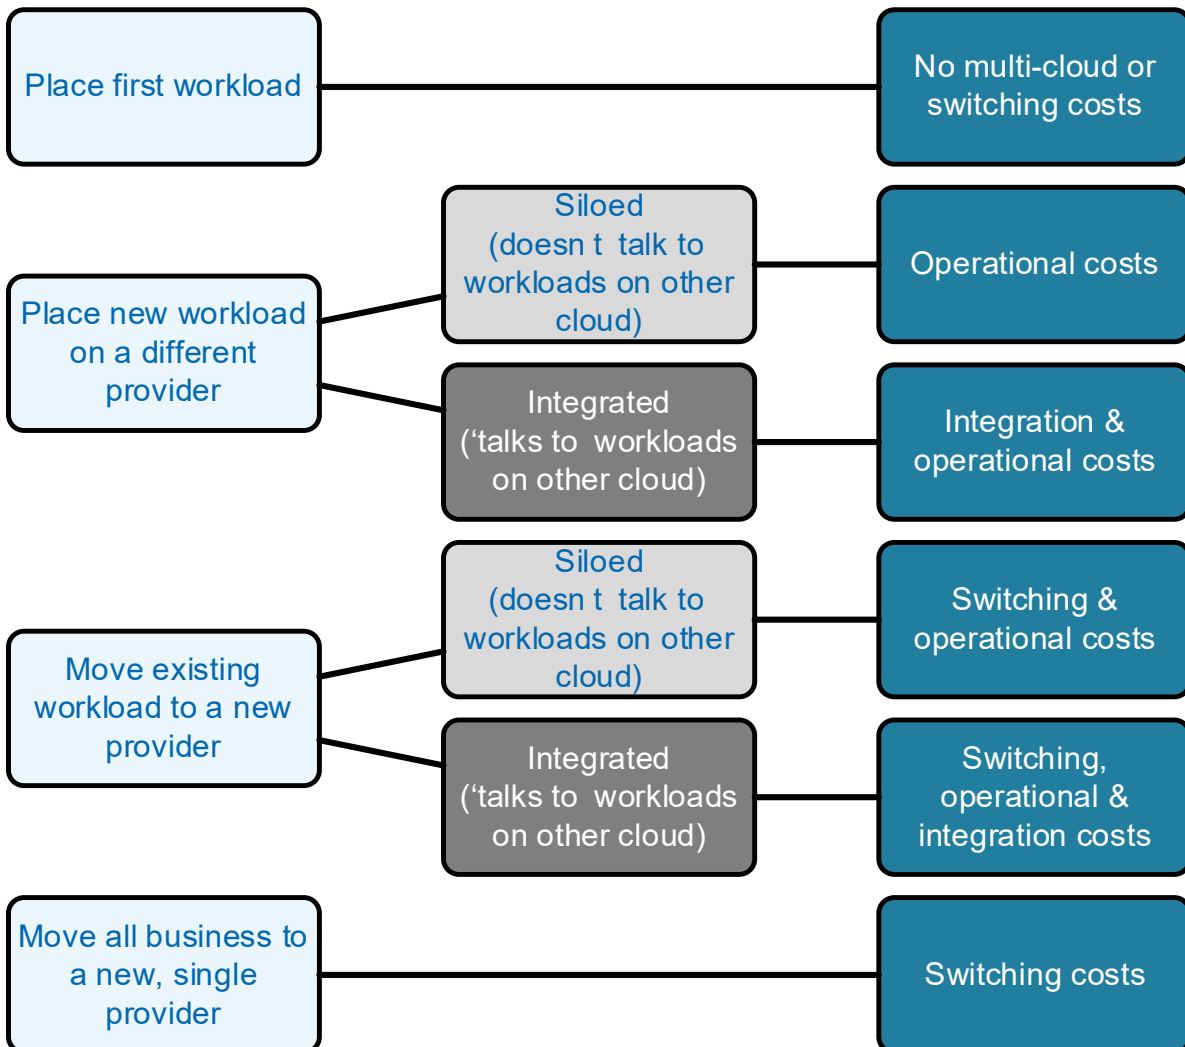 Place first workload
No multi-cloud or
switching costs
Place new workload
on a different
provider
Siloed
(doesn t  talk to
workloads on other
cloud)
Operational costs
Integrated
(‘talks to  workloads
on other cloud)
Integration &
operational costs
Move existing
workload to a new
provider
Siloed
(doesn t  talk to
workloads on other
cloud)
Switching &
operational costs
Integrated
(‘talks to  workloads
on other cloud)
Switching,
operational &
integration costs
Move all business to
a new, single
provider
Switching costs